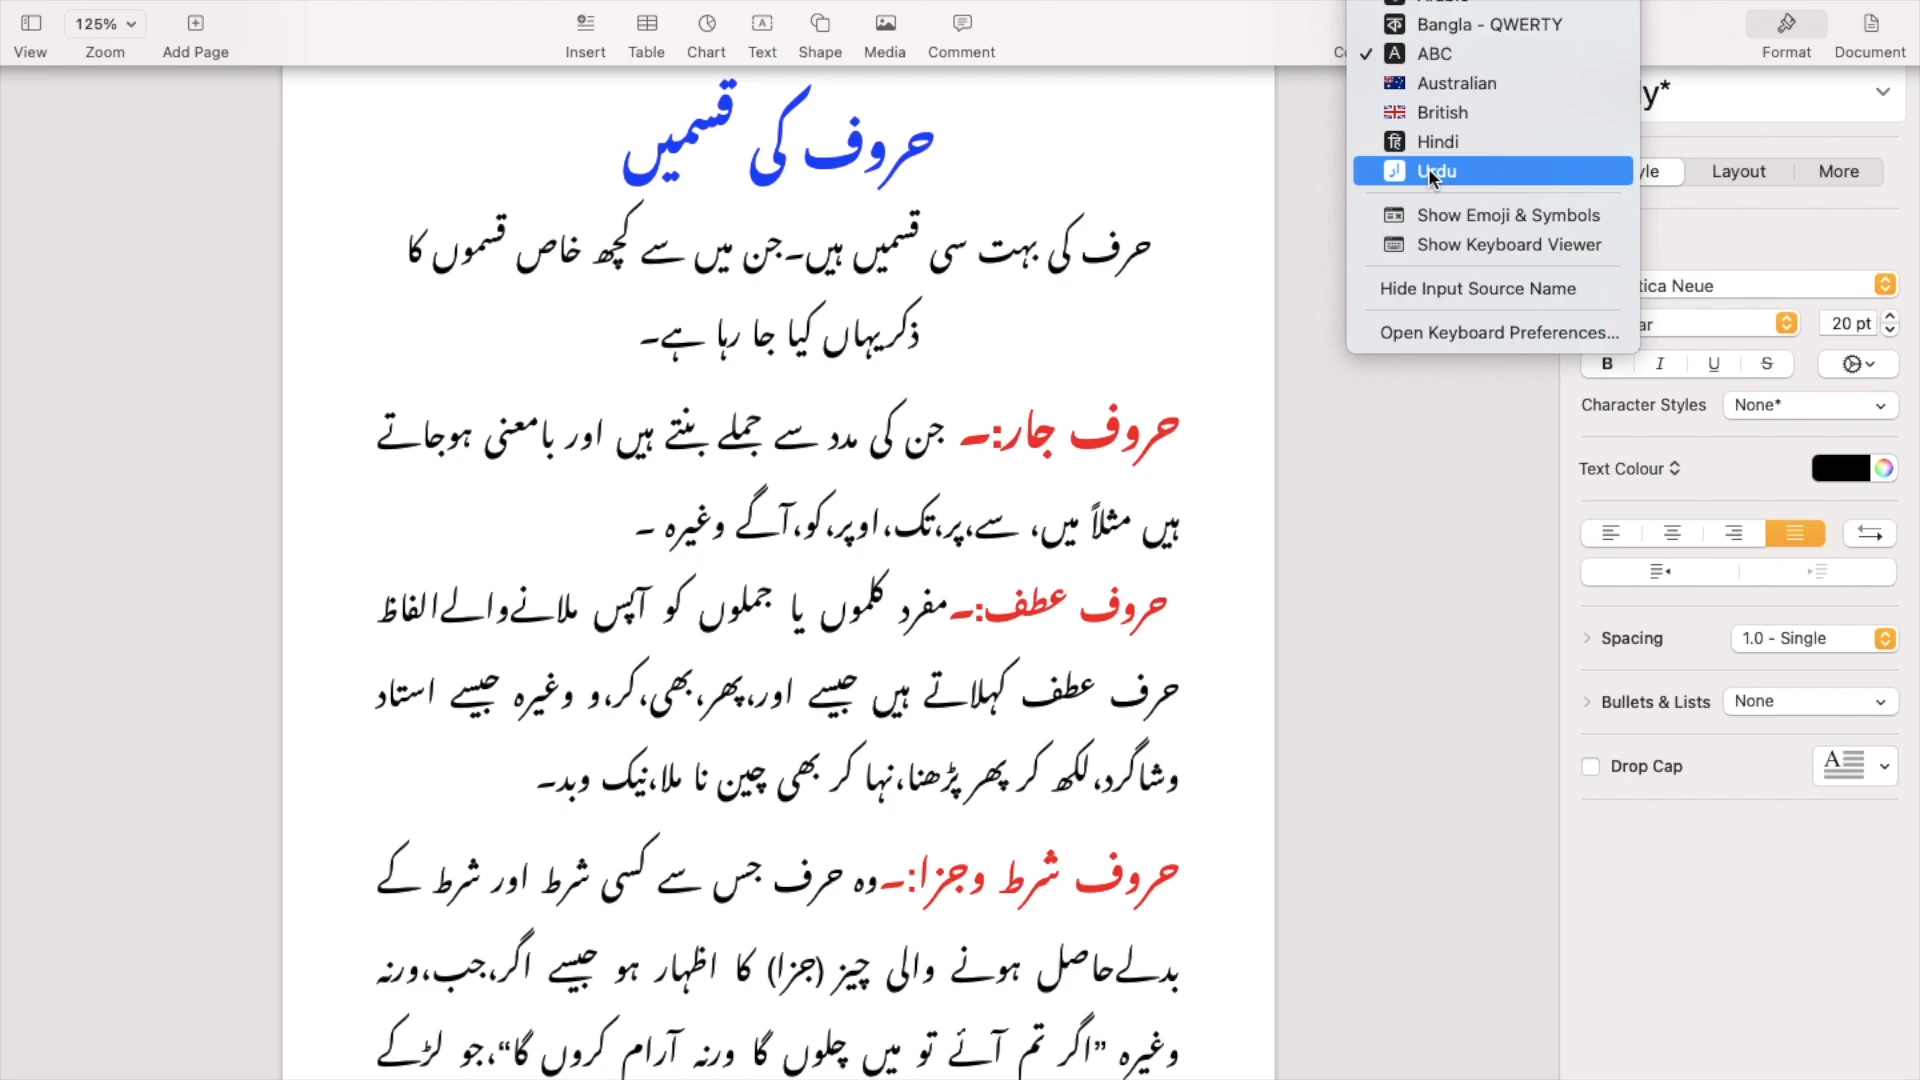 125%
View
Zoom
Add Page
Insert
Table
Chart
Text
Shape
Media
Comment
Format
Document
Bangla - QWERTY
ABC
Australian
British
Hindi
Urdu
Show Emoji & Symbols
Show Keyboard Viewer
Hide Input Source Name
Open Keyboard Preferences...
حروف کی قسمیں
حرف کی بہت سی قسمیں ہیں۔جن میں سے کچھ خاص قسموں کا
ذکریہاں کیا جا رہا ہے۔
حروف جار:۔ جن کی مدد سے جملے بنتے ہیں اور بامعنی ہوجاتے
ہیں مثلاً میں، سے،پر،تک،اوپر،کو،آگے وغیرہ ۔
حروف عطف:۔مفرد کلموں یا جملوں کو آپس ملانےوالےالفاظ
حرف عطف کہلاتے ہیں جیسے اور،پھر،بھی،کر،و وغیرہ جیسے استاد
وشاگرد،لکھ کر پھر پڑھنا،نہا کر بھی چین نا ملا،نیک وبد۔
حروف شرط وجزا:۔وہ حرف جس سے کسی شرط اور شرط کے
بدلےحاصل ہونے والی چیز (جزا) کا اظہار ہو جیسے اگر،جب،ورنہ
وغیرہ ”اگر تم آئے تو میں چلوں گا ورنہ آرام کروں گا“،جو لڑکے
y*
yle
Layout
More
tica Neue
ar
20 pt
B I U S
Character Styles
None*
Text Colour
Spacing
1.0 - Single
Bullets & Lists
None
Drop Cap